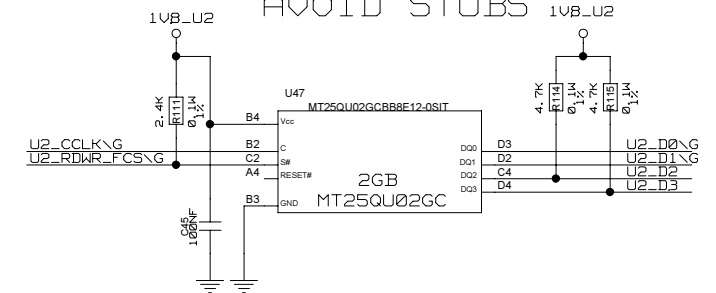 AVOID STUBS
1V8_U2
1V8_U2
2.4K
R111
0.1W
1%
U47
MT25QU02GCBB8E12-0SIT
4.7K
R114
0.1W
1%
4.7K
R115
0.1W
1%
B4
Vcc
U2_CCLK\G
B2
C
DQ0
D3
U2_D0\G
U2_RDWR_FCS\G
C2
S#
DQ1
D2
U2_D1\G
A4
RESET#
DQ2
C4
U2_D2
2GB
DQ3
D4
U2_D3
B3
GND
MT25QU02GC
C45
100NF